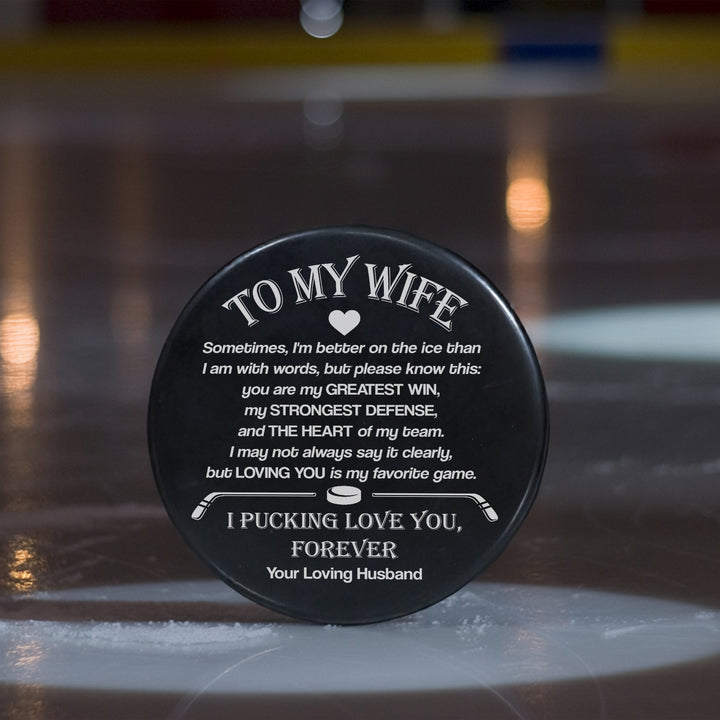 TO MY WIFE
Sometimes, I'm better on the ice than
I am with words, but please know this:
you are my GREATEST WIN,
my STRONGEST DEFENSE,
and THE HEART of my team.
I may not always say it clearly,
but LOVING YOU is my favorite game.
I PUCKING LOVE YOU,
FOREVER
Your Loving Husband